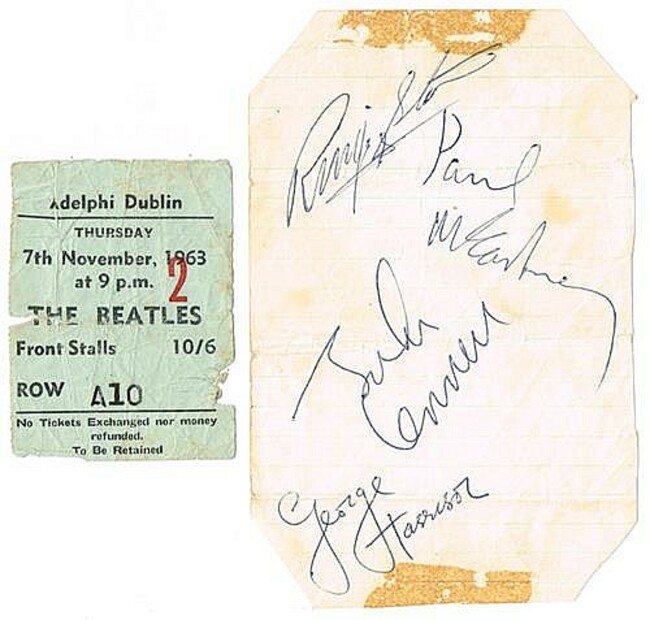 Adelphi Dublin
THURSDAY
7th November, 1963
at 9 p.m.
2
THE BEATLES
Front Stalls 10/6
ROW A10
No Tickets Exchanged nor money
refunded.
To Be Retained
Ringo Starr
Paul
McCartney
John
Lennon
George
Harrison